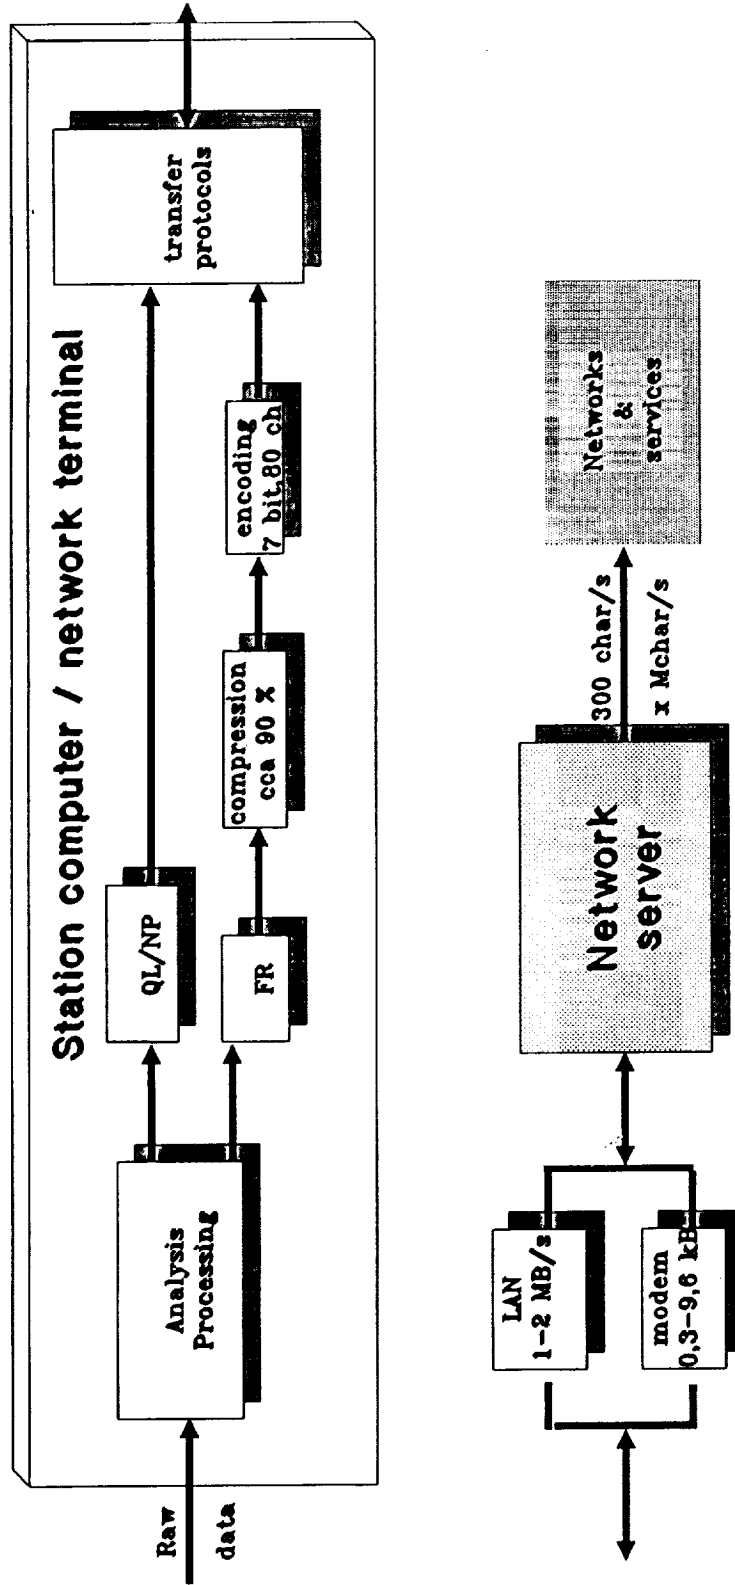 Station computer / network terminal
Raw
data
Analysis
Processing
QL/NP
FR
compression
cca 90 %
encoding
7 bit,80 ch
transfer
protocols
LAN
1-2 MB/s
modem
0,3-9,6 kB
Network
server
300 char/s
x Mchar/s
Networks
&
services